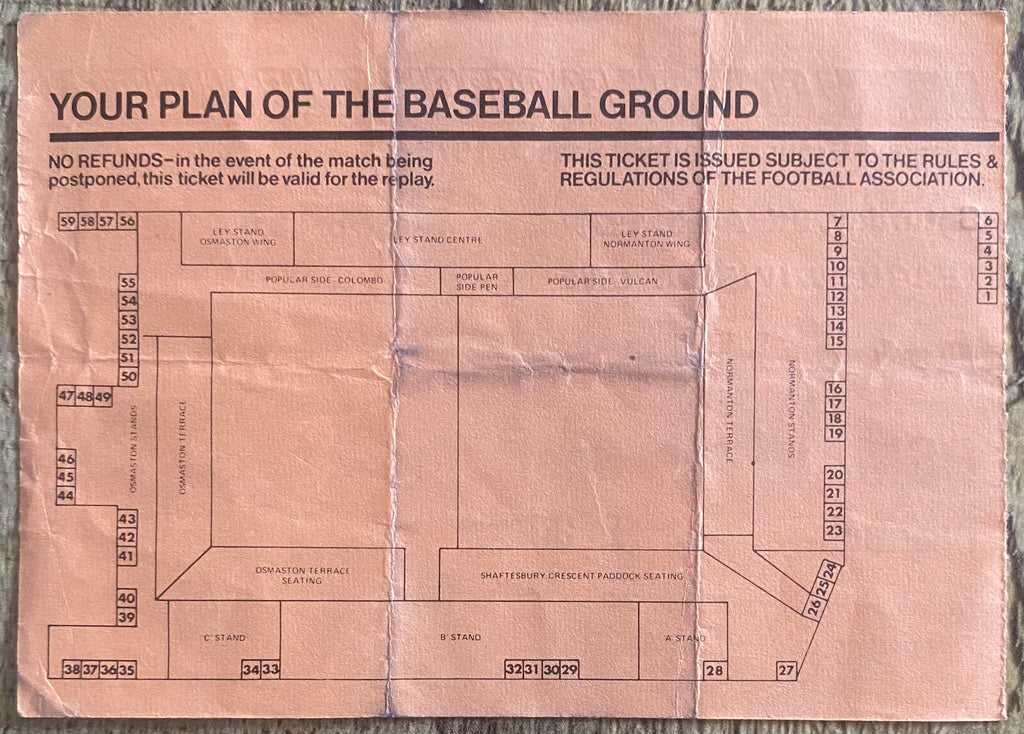 YOUR PLAN OF THE BASEBALL GROUND
NO REFUNDS–in the event of the match being
postponed, this ticket will be valid for the replay.
THIS TICKET IS ISSUED SUBJECT TO THE RULES &
REGULATIONS OF THE FOOTBALL ASSOCIATION.
59 58 57 56
LEY STAND
OSMASTON WING
LEY STAND CENTRE
LEY STAND
NORMANTON WING
7
8
9
10
11
12
13
14
15
6
5
4
3
2
1
POPULAR SIDE COLOMBO
POPULAR
SIDE PEN
POPULAR SIDE VULCAN
55
54
53
52
51
50
47 48 49
46
45
44
43
42
41
40
39
OSMASTON STANDS
OSMASTON TERRACE
NORMANTON TERRACE
NORMANTON STANDS
16
17
18
19
20
21
22
23
OSMASTON TERRACE
SEATING
SHAFTESBURY CRESCENT PADDOCK SEATING
26 25 24
'C' STAND
'B' STAND
'A' STAND
38 37 36 35
34 33
32 31 30 29
28
27